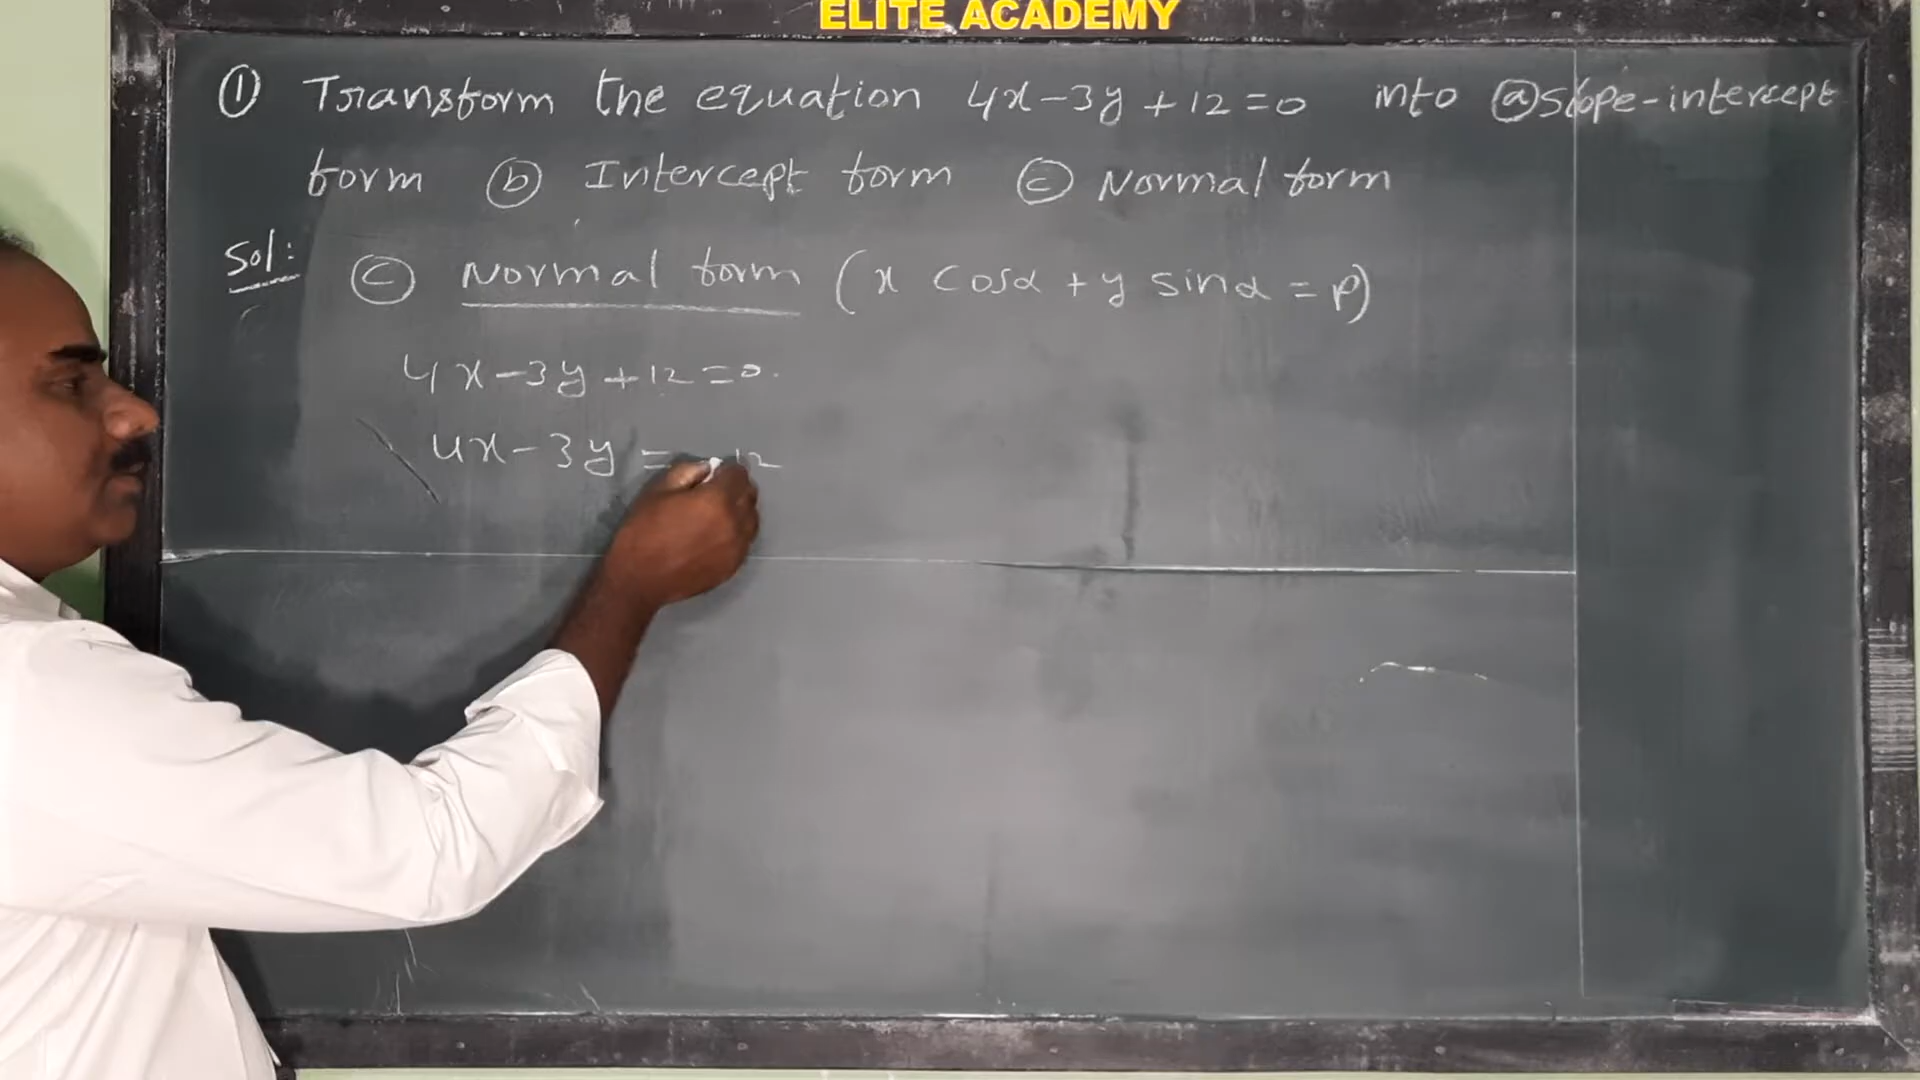 ELITE ACADEMY
① Transform the equation 4x-3y+12=0 into ⓐ slope-intercept
form ⓑ Intercept form ⓒ Normal form
Sol: ⓒ Normal form (x cosα + y sinα = p)
4x-3y+12=0.
4x-3y = -12